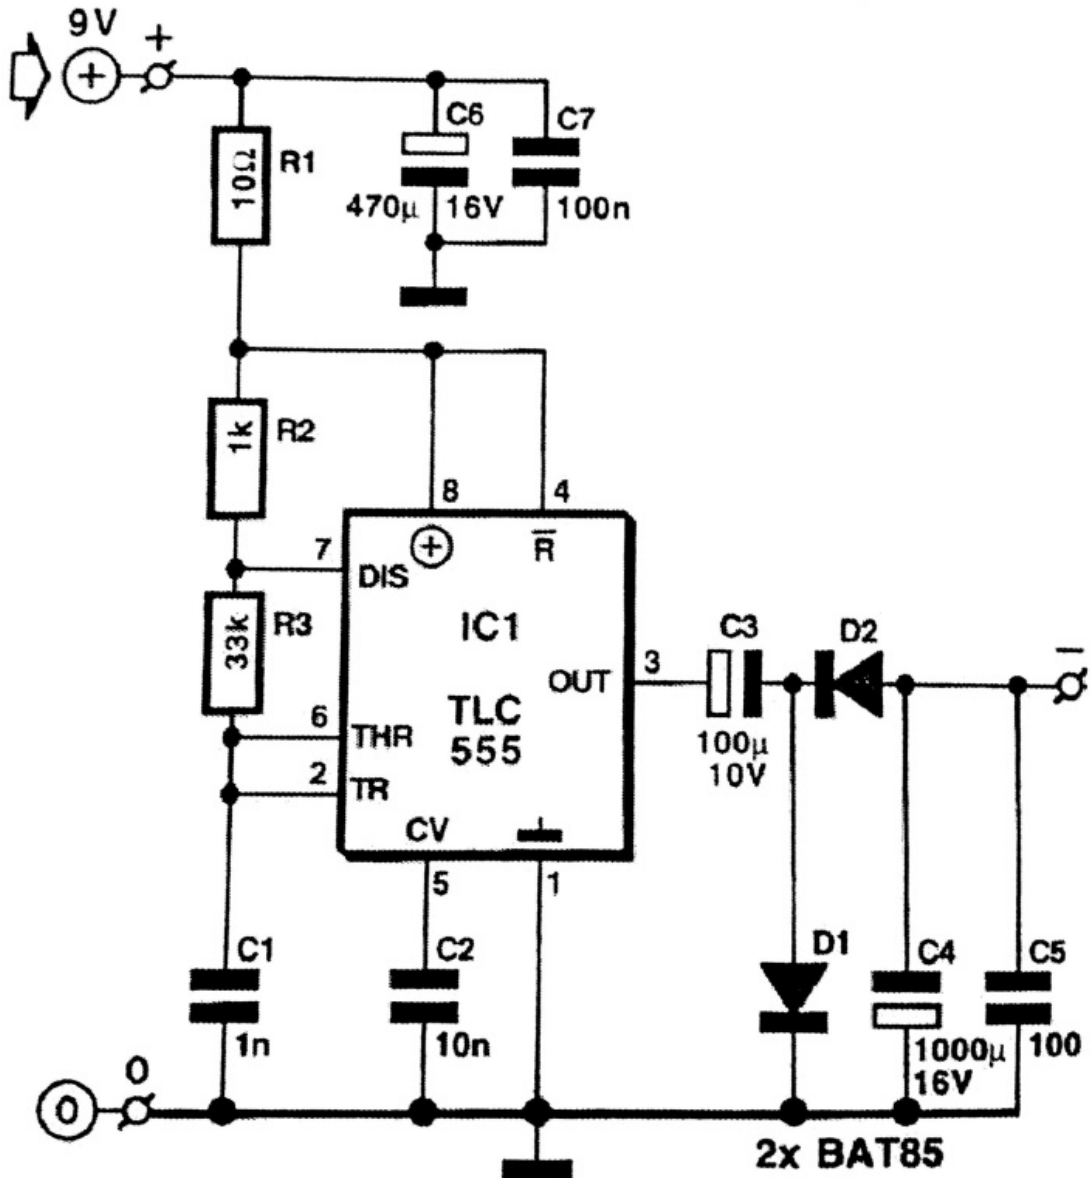 9V
+
+
C6
C7
10Ω
R1
470µ
16V
100n
1k
R2
8
4
+
R
7
DIS
33k
R3
IC1
C3
D2
–
OUT
3
6
THR
TLC
555
100µ
10V
2
TR
CV
5
1
C1
C2
D1
C4
C5
1n
10n
1000µ
16V
100
0
0
2x BAT85